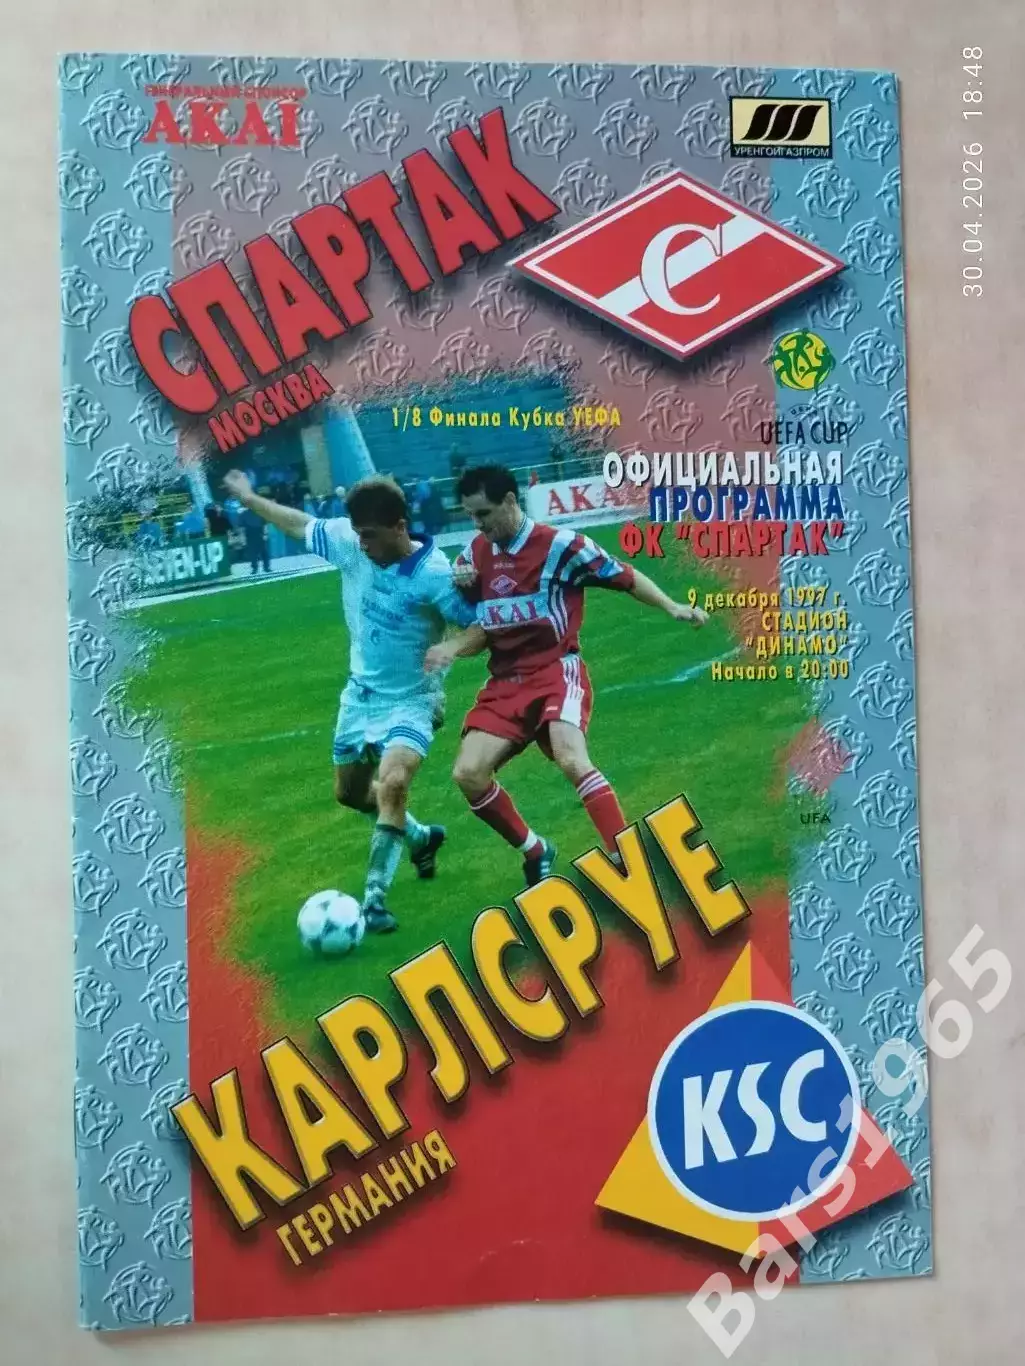 ГЕНЕРАЛЬНЫЙ СПОНСОР
AKAI
УРЕНГОЙГАЗПРОМ
30.04.2026 18:48
СПАРТАК
МОСКВА
С
1/8 Финала Кубка УЕФА
UEFA CUP
ОФИЦИАЛЬНАЯ
ПРОГРАММА
ФК "СПАРТАК"
9 декабря 1997 г.
СТАДИОН
"ДИНАМО"
Начало в 20:00
AKAI
SEVEN-UP
AKAI
КАРЛСРУЕ
ГЕРМАНИЯ
KSC
Bars1965